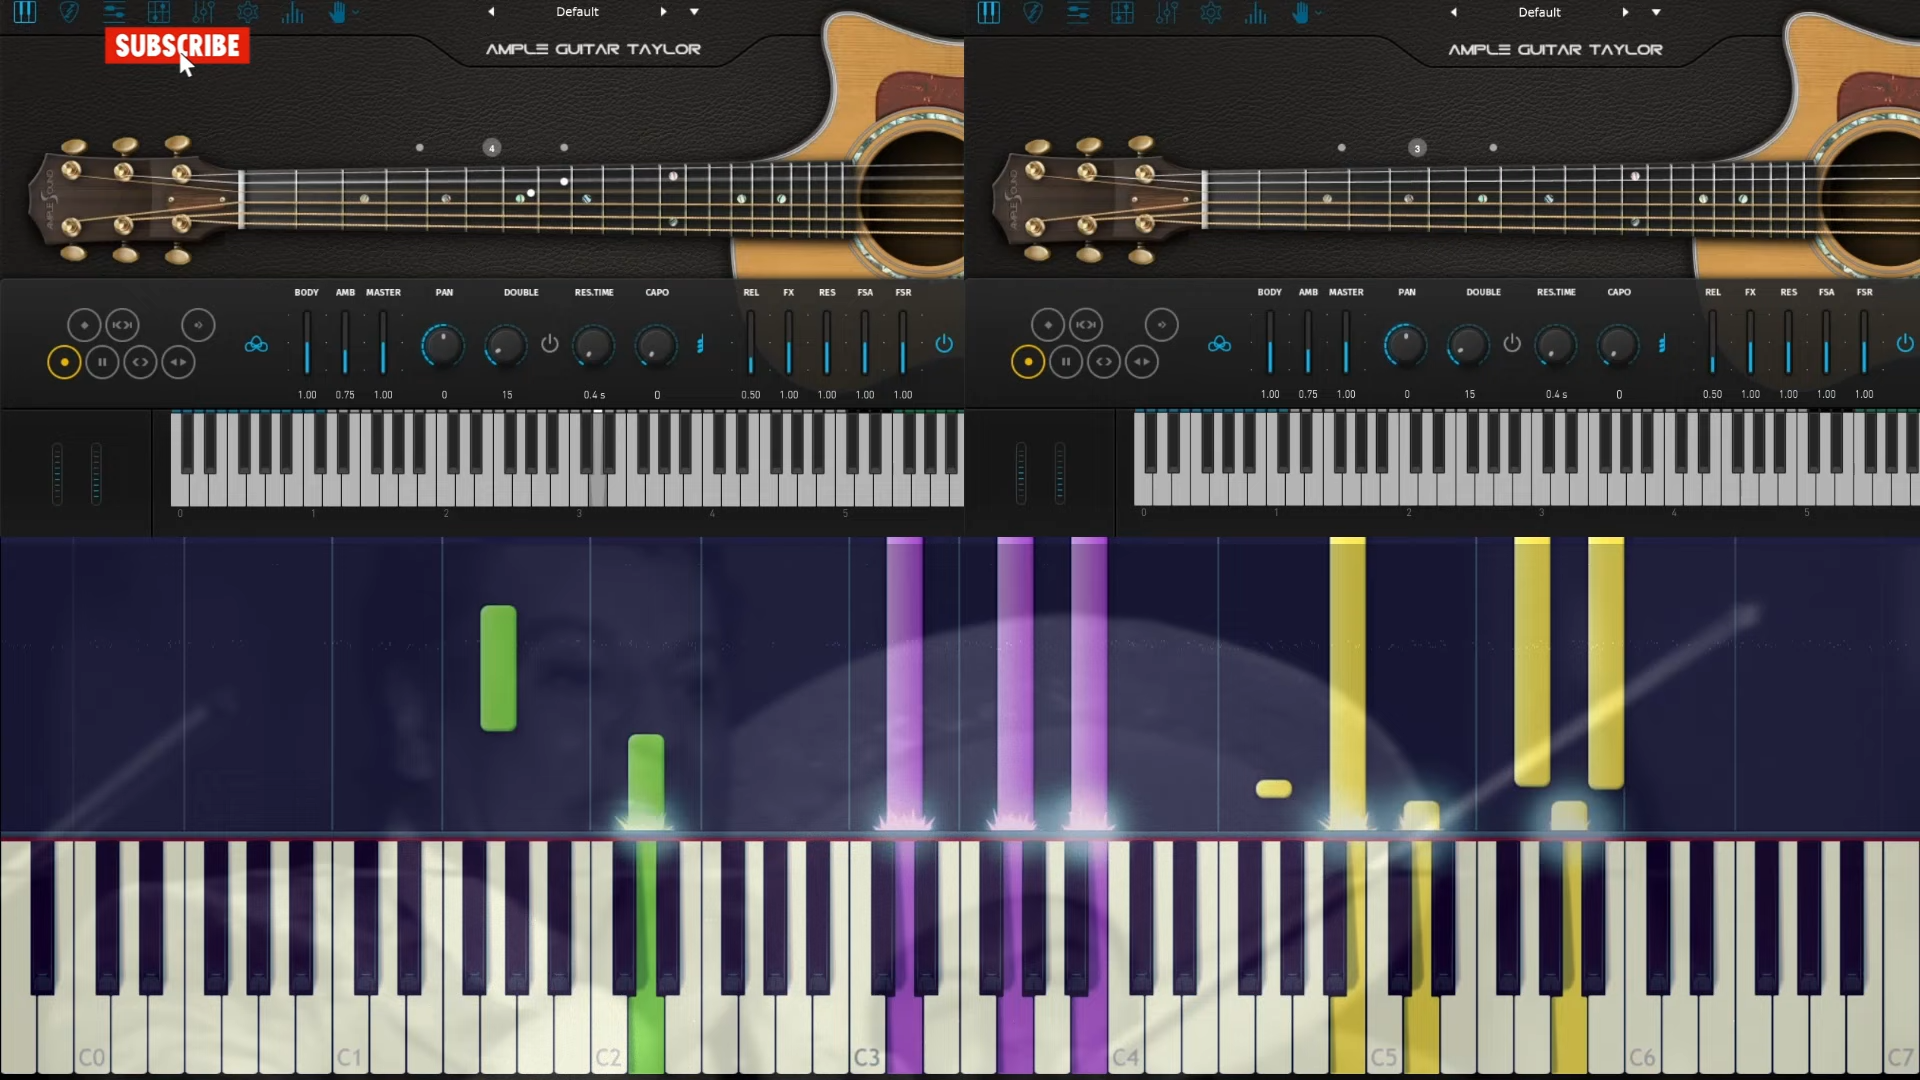 Default
SUBSCRIBE
AMPLE GUITAR TAYLOR
4
BODY AMB MASTER PAN DOUBLE RES.TIME CAPO REL FX RES FSA FSR
1.00 0.75 1.00 0 15 0.4 s 0 0.50 1.00 1.00 1.00 1.00
0 1 2 3 4 5
Default
AMPLE GUITAR TAYLOR
3
BODY AMB MASTER PAN DOUBLE RES.TIME CAPO REL FX RES FSA FSR
1.00 0.75 1.00 0 15 0.4 s 0 0.50 1.00 1.00 1.00 1.00
0 1 2 3 4 5
C0 C1 C2 C3 C4 C5 C6 C7